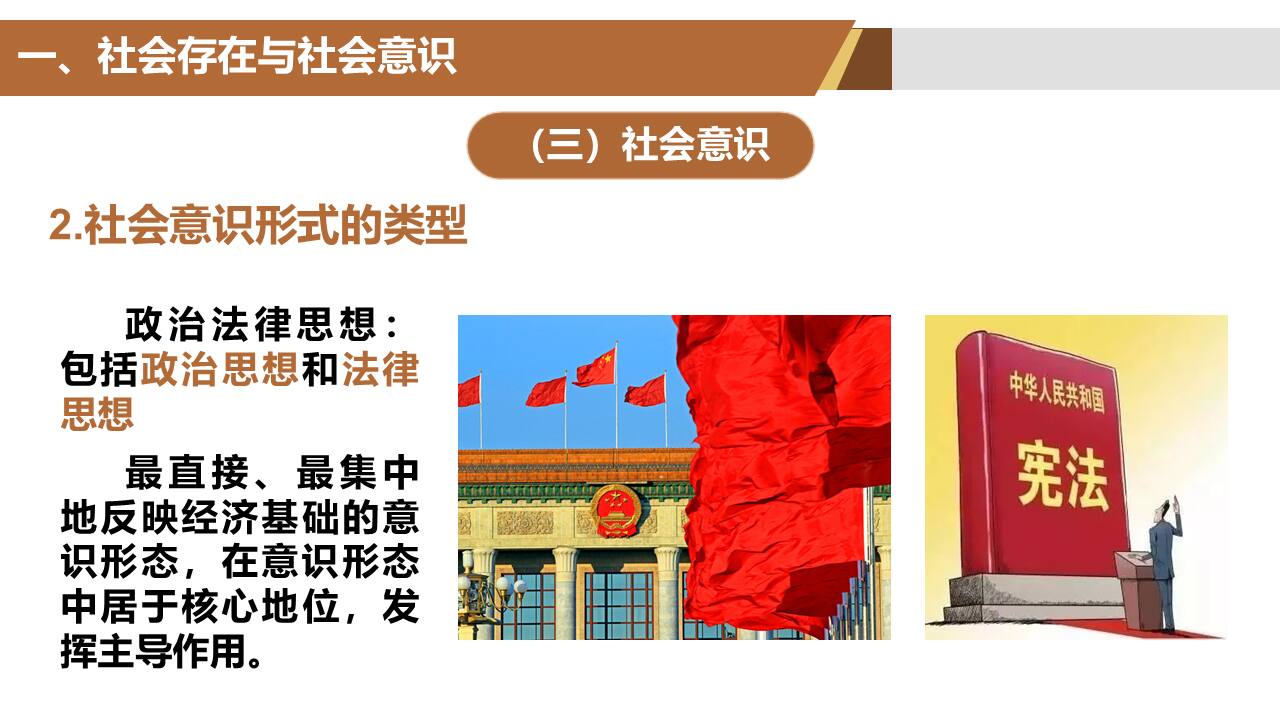 一、社会存在与社会意识
（三）社会意识
2.社会意识形式的类型
政治法律思想：
包括政治思想和法律
思想
最直接、最集中
地反映经济基础的意
识形态，在意识形态
中居于核心地位，发
挥主导作用。
中华人民共和国
宪法